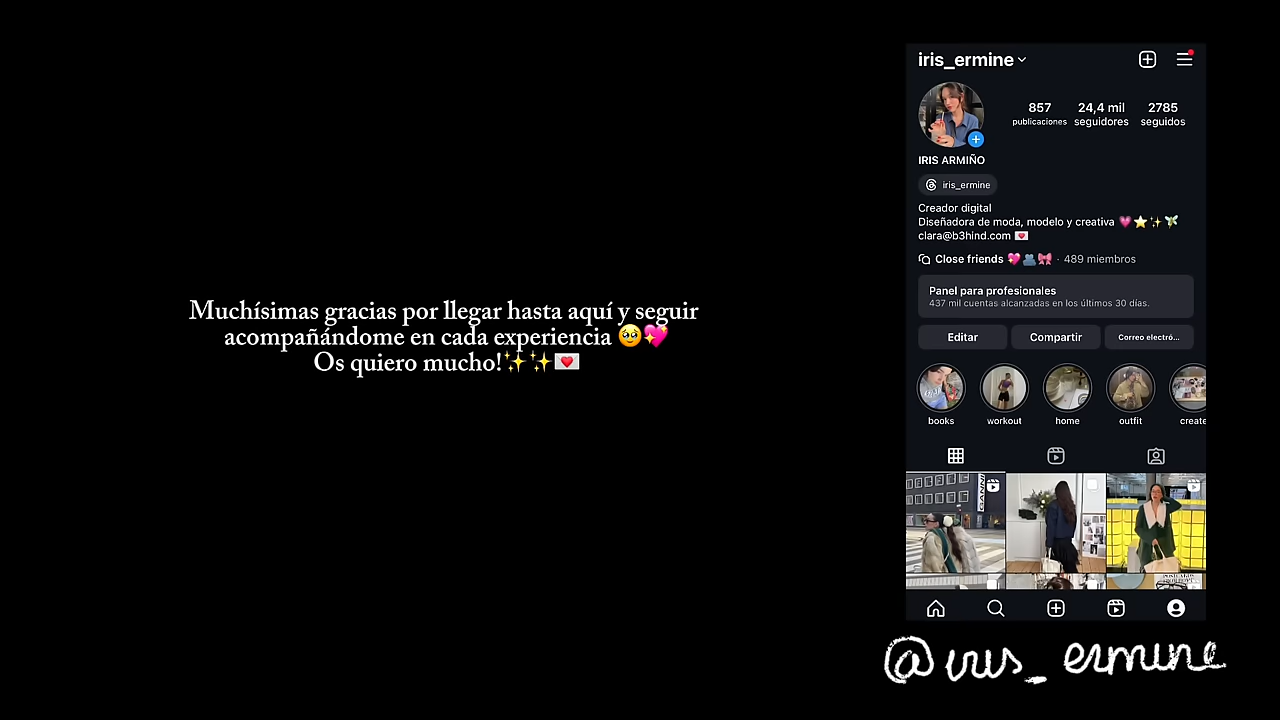 Muchísimas gracias por llegar hasta aquí y seguir
acompañándome en cada experiencia 🥹💖
Os quiero mucho!✨✨💌
iris_ermine
857 24,4 mil 2785
publicaciones seguidores seguidos
IRIS ARMIÑO
iris_ermine
Creador digital
Diseñadora de moda, modelo y creativa 💗⭐✨💸
clara@b3hind.com 💌
Close friends 💖🫂🎀 · 489 miembros
Panel para profesionales
437 mil cuentas alcanzadas en los últimos 30 días.
Editar Compartir Correo electró...
books workout home outfit create
GANNI
@iris_ermine